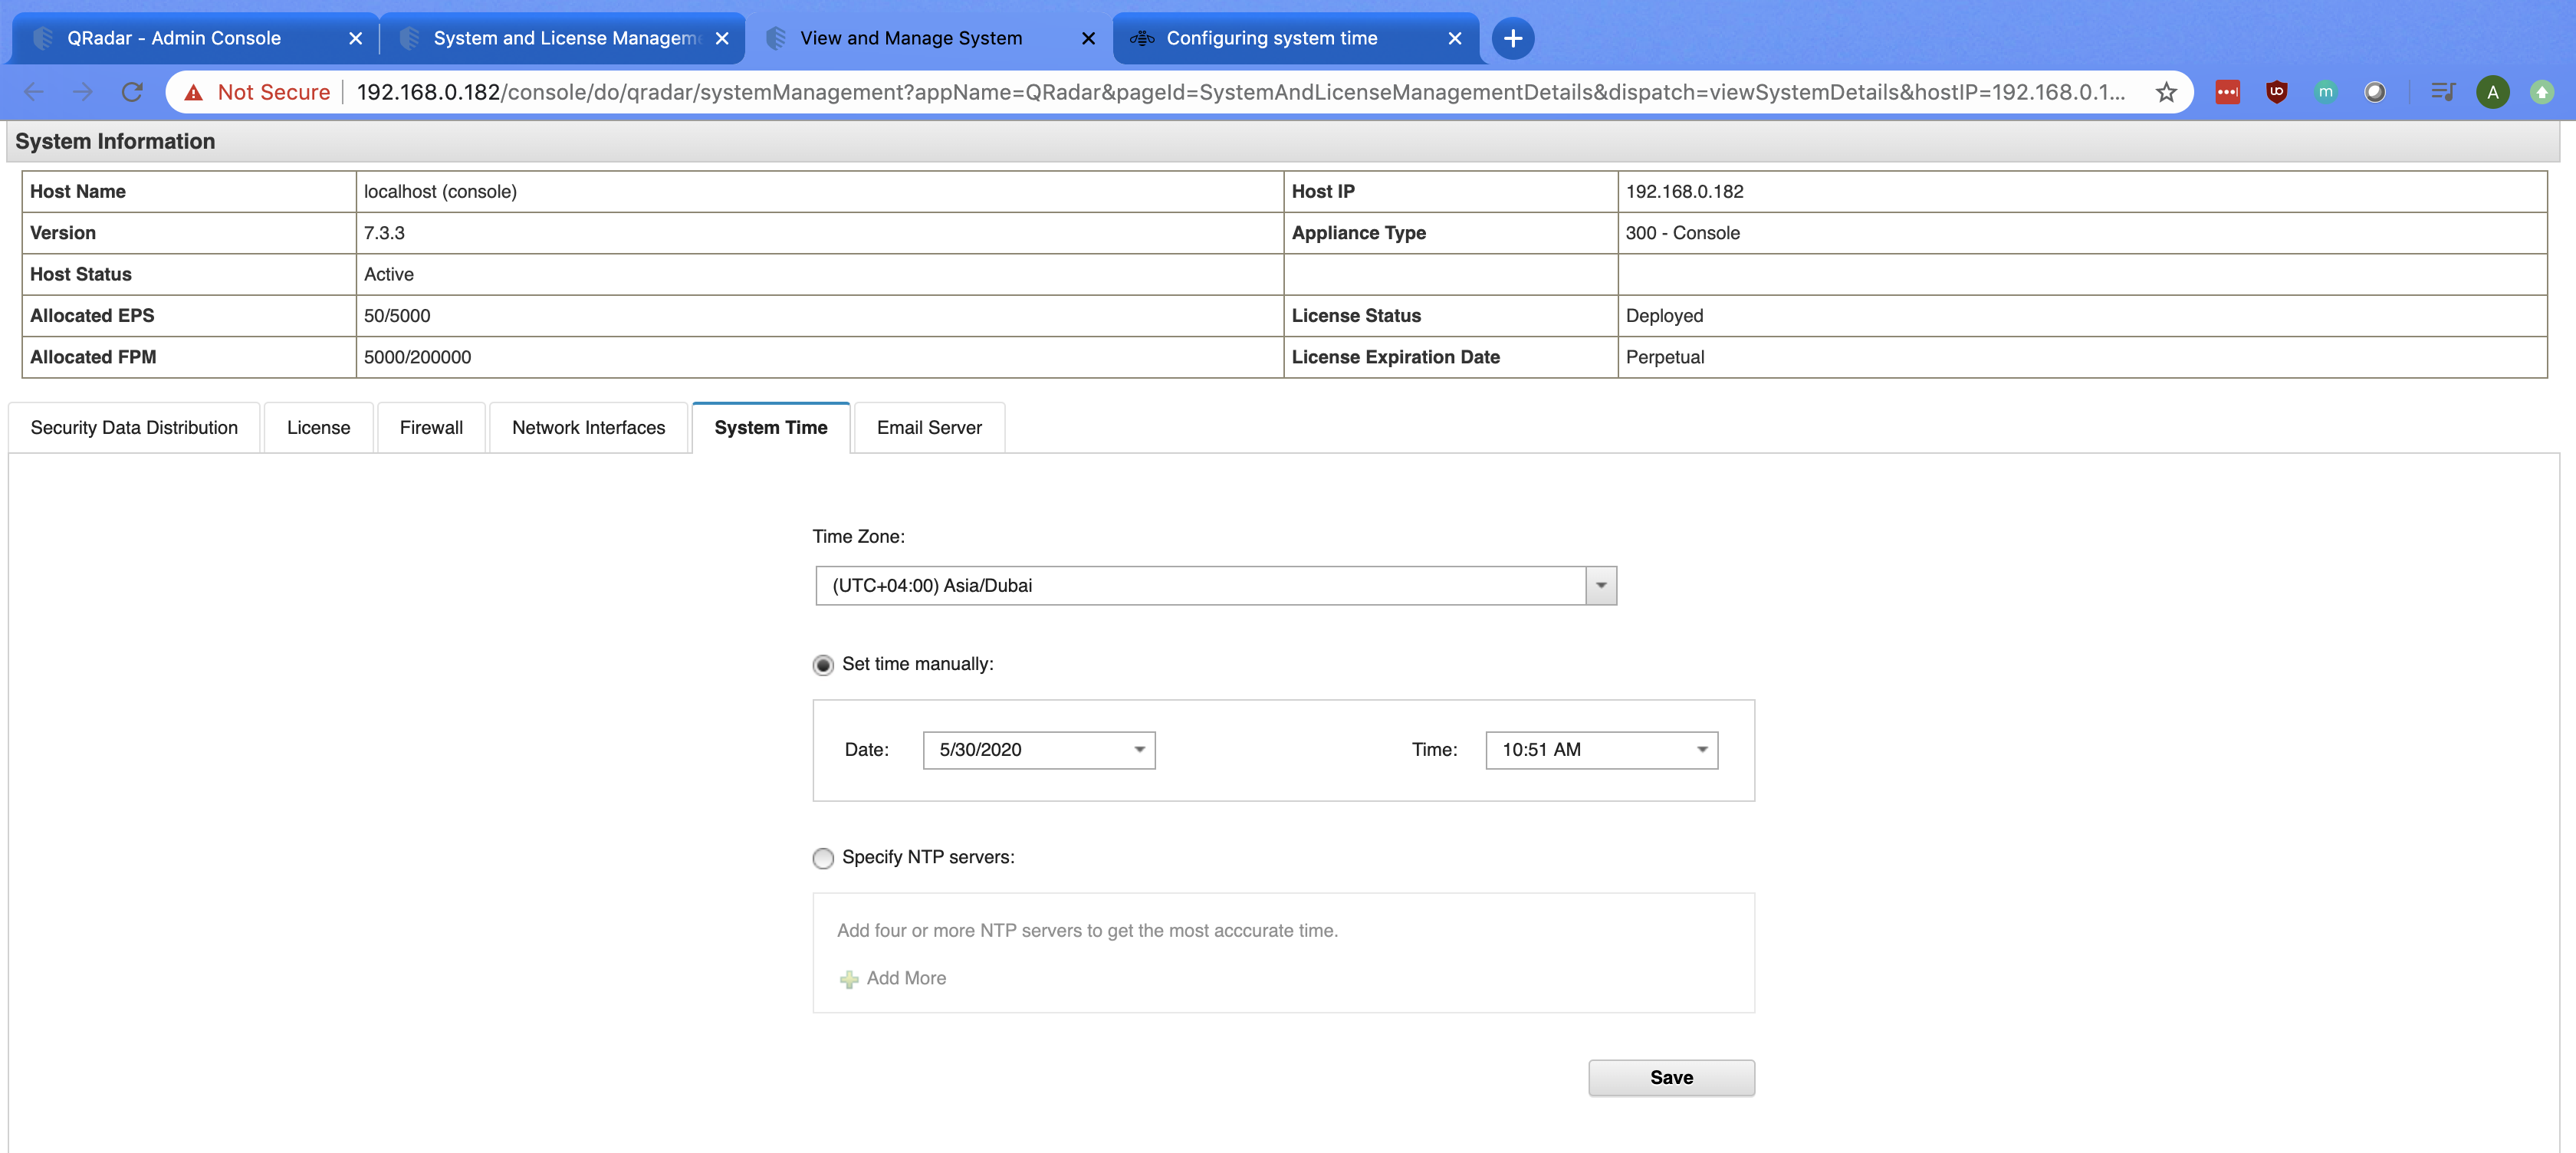 QRadar - Admin Console
System and License Managem
View and Manage System
Configuring system time
Not Secure
192.168.0.182/console/do/qradar/systemManagement?appName=QRadar&pageId=SystemAndLicenseManagementDetails&dispatch=viewSystemDetails&hostIP=192.168.0.1...
m
A
System Information
Host Name localhost (console) Host IP 192.168.0.182
Version 7.3.3 Appliance Type 300 - Console
Host Status Active
Allocated EPS 50/5000 License Status Deployed
Allocated FPM 5000/200000 License Expiration Date Perpetual
Security Data Distribution License Firewall Network Interfaces System Time Email Server
Time Zone:
(UTC+04:00) Asia/Dubai
Set time manually:
Date: 5/30/2020 Time: 10:51 AM
Specify NTP servers:
Add four or more NTP servers to get the most acccurate time.
Add More
Save